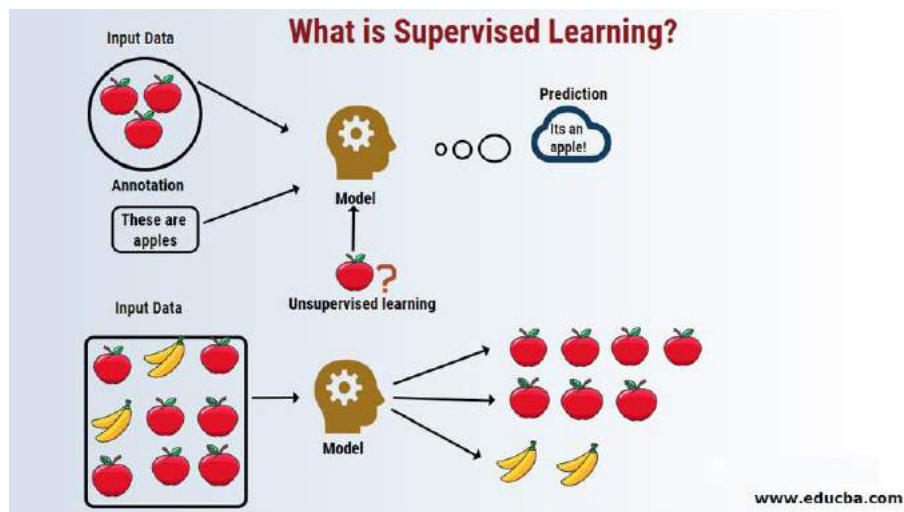 What is Supervised Learning?
Input Data
Annotation
These are
apples
Model
Prediction
Its an
apple!
?
Unsupervised learning
Input Data
Model
www.educba.com